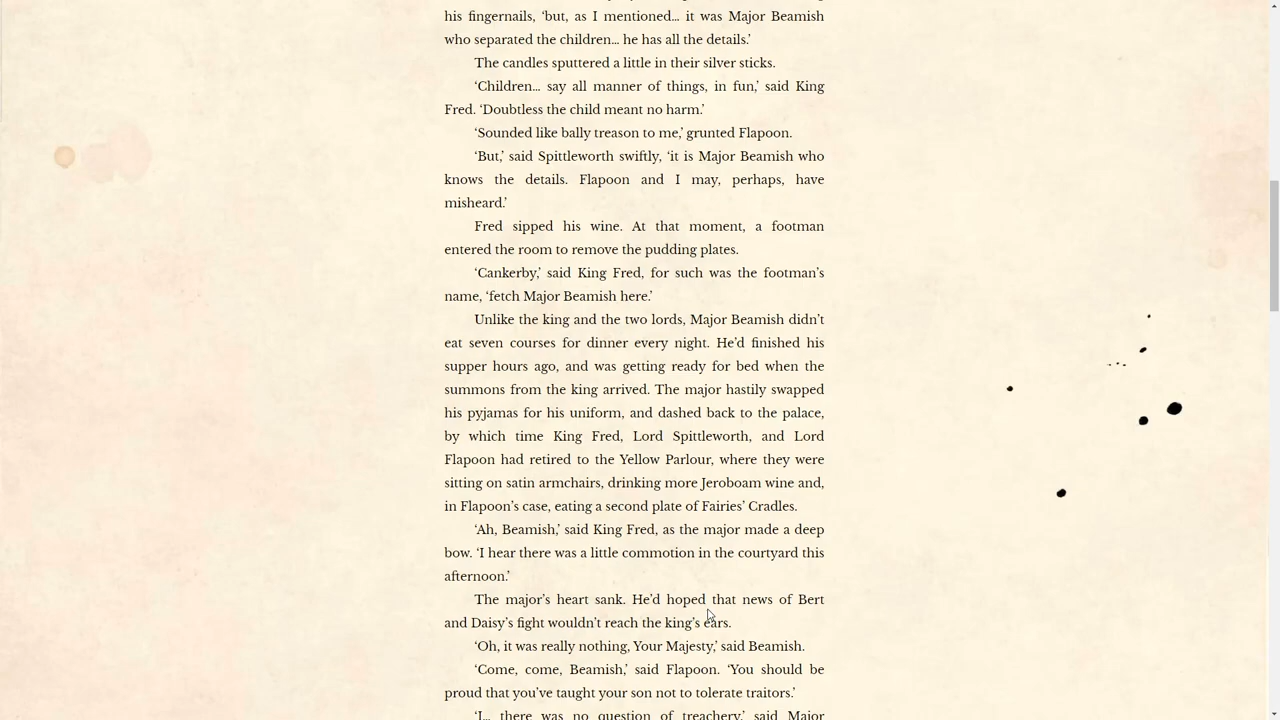 his fingernails, ‘but, as I mentioned… it was Major Beamish
who separated the children… he has all the details.’
The candles sputtered a little in their silver sticks.
‘Children… say all manner of things, in fun,’ said King
Fred. ‘Doubtless the child meant no harm.’
‘Sounded like bally treason to me,’ grunted Flapoon.
‘But,’ said Spittleworth swiftly, ‘it is Major Beamish who
knows the details. Flapoon and I may, perhaps, have
misheard.’
Fred sipped his wine. At that moment, a footman
entered the room to remove the pudding plates.
‘Cankerby,’ said King Fred, for such was the footman’s
name, ‘fetch Major Beamish here.’
Unlike the king and the two lords, Major Beamish didn’t
eat seven courses for dinner every night. He’d finished his
supper hours ago, and was getting ready for bed when the
summons from the king arrived. The major hastily swapped
his pyjamas for his uniform, and dashed back to the palace,
by which time King Fred, Lord Spittleworth, and Lord
Flapoon had retired to the Yellow Parlour, where they were
sitting on satin armchairs, drinking more Jeroboam wine and,
in Flapoon’s case, eating a second plate of Fairies’ Cradles.
‘Ah, Beamish,’ said King Fred, as the major made a deep
bow. ‘I hear there was a little commotion in the courtyard this
afternoon.’
The major’s heart sank. He’d hoped that news of Bert
and Daisy’s fight wouldn’t reach the king’s ears.
‘Oh, it was really nothing, Your Majesty,’ said Beamish.
‘Come, come, Beamish,’ said Flapoon. ‘You should be
proud that you’ve taught your son not to tolerate traitors.’
‘I… there was no question of treachery,’ said Major